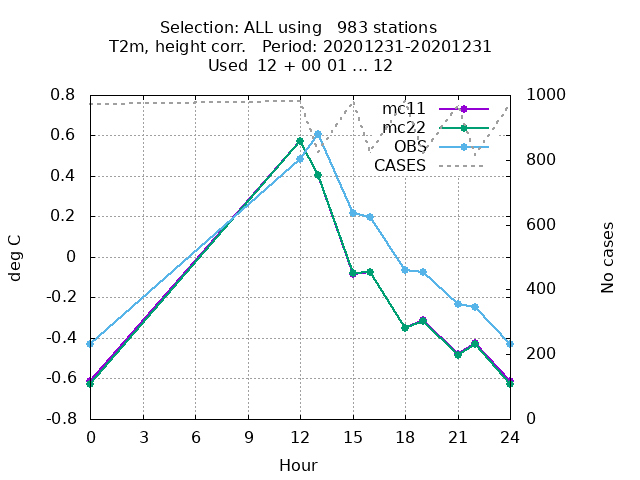 Selection: ALL using   983 stations
T2m, height corr.   Period: 20201231-20201231
Used  12 + 00 01 ... 12
0.8
0.6
0.4
0.2
0
-0.2
-0.4
-0.6
-0.8
deg C
mc11
mc22
OBS
CASES
1000
800
600
400
200
0
No cases
0 3 6 9 12 15 18 21 24
Hour